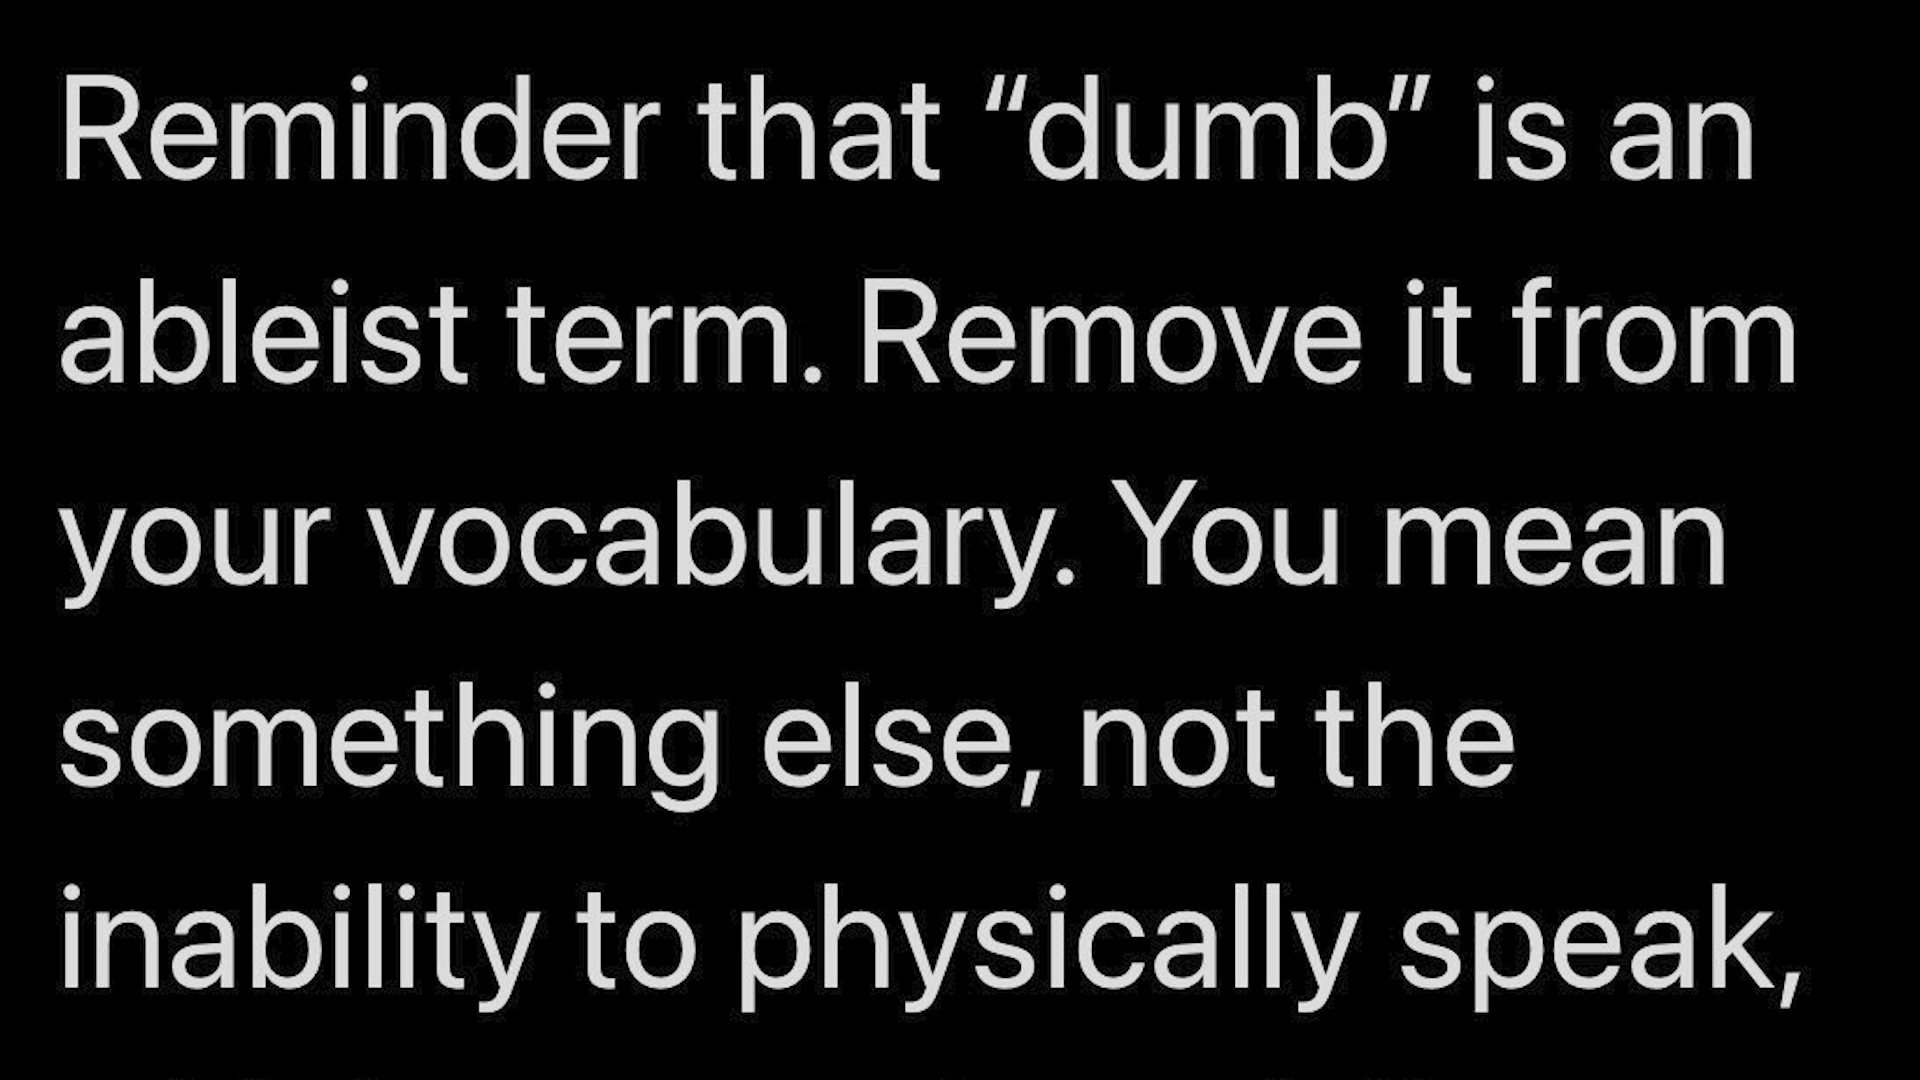 Reminder that “dumb” is an
ableist term. Remove it from
your vocabulary. You mean
something else, not the
inability to physically speak,